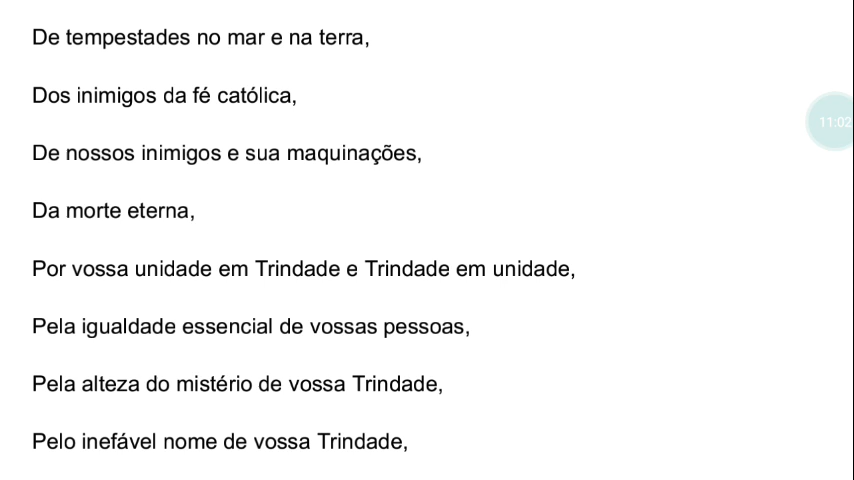 De tempestades no mar e na terra,
Dos inimigos da fé católica,
11:02
De nossos inimigos e sua maquinações,
Da morte eterna,
Por vossa unidade em Trindade e Trindade em unidade,
Pela igualdade essencial de vossas pessoas,
Pela alteza do mistério de vossa Trindade,
Pelo inefável nome de vossa Trindade,